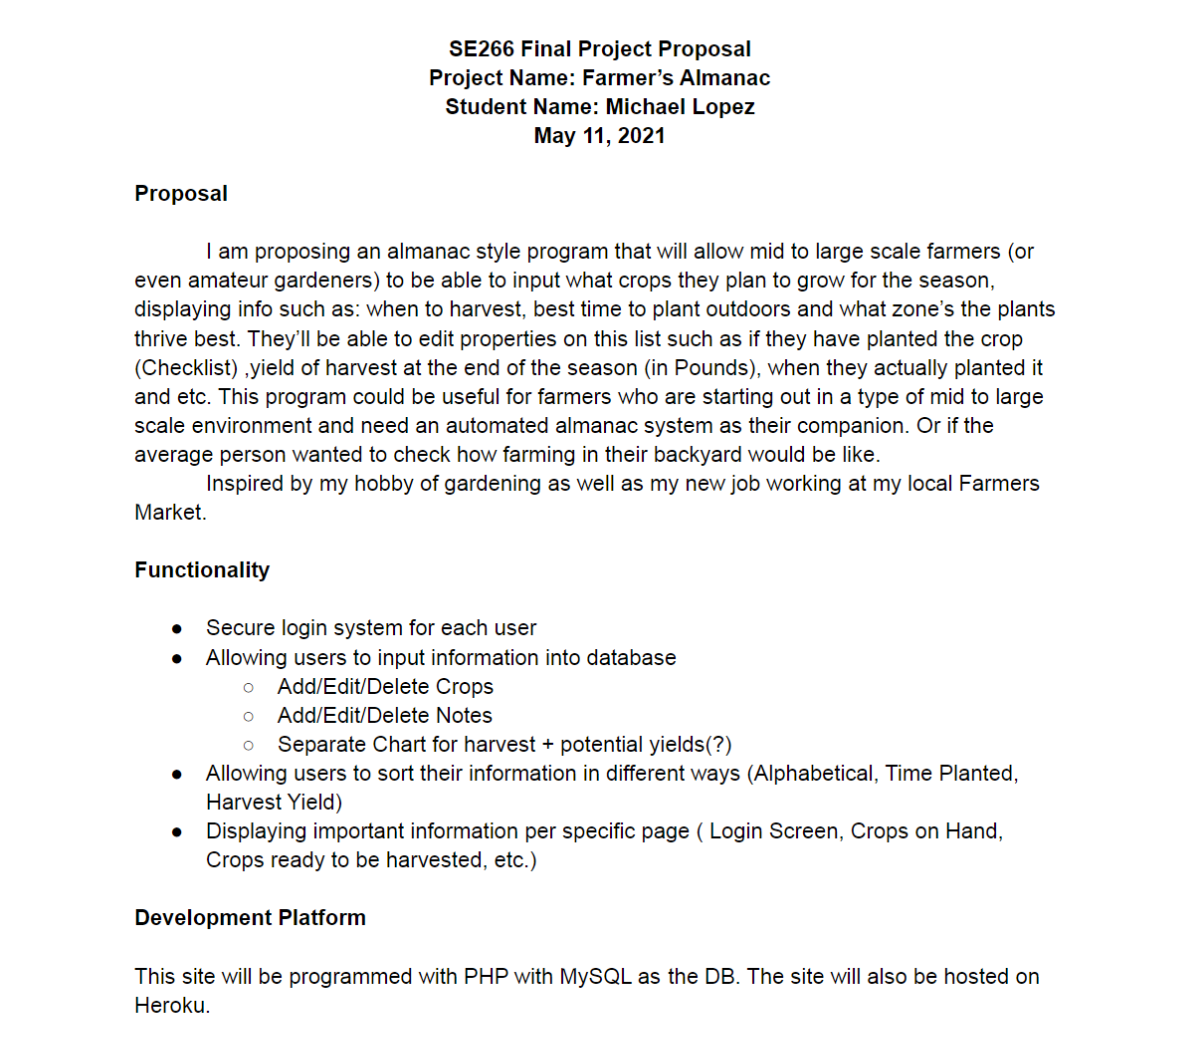 SE266 Final Project Proposal
Project Name: Farmer’s Almanac
Student Name: Michael Lopez
May 11, 2021
Proposal
I am proposing an almanac style program that will allow mid to large scale farmers (or
even amateur gardeners) to be able to input what crops they plan to grow for the season,
displaying info such as: when to harvest, best time to plant outdoors and what zone’s the plants
thrive best. They’ll be able to edit properties on this list such as if they have planted the crop
(Checklist) ,yield of harvest at the end of the season (in Pounds), when they actually planted it
and etc. This program could be useful for farmers who are starting out in a type of mid to large
scale environment and need an automated almanac system as their companion. Or if the
average person wanted to check how farming in their backyard would be like.
Inspired by my hobby of gardening as well as my new job working at my local Farmers
Market.
Functionality
● Secure login system for each user
● Allowing users to input information into database
○ Add/Edit/Delete Crops
○ Add/Edit/Delete Notes
○ Separate Chart for harvest + potential yields(?)
● Allowing users to sort their information in different ways (Alphabetical, Time Planted,
Harvest Yield)
● Displaying important information per specific page ( Login Screen, Crops on Hand,
Crops ready to be harvested, etc.)
Development Platform
This site will be programmed with PHP with MySQL as the DB. The site will also be hosted on
Heroku.